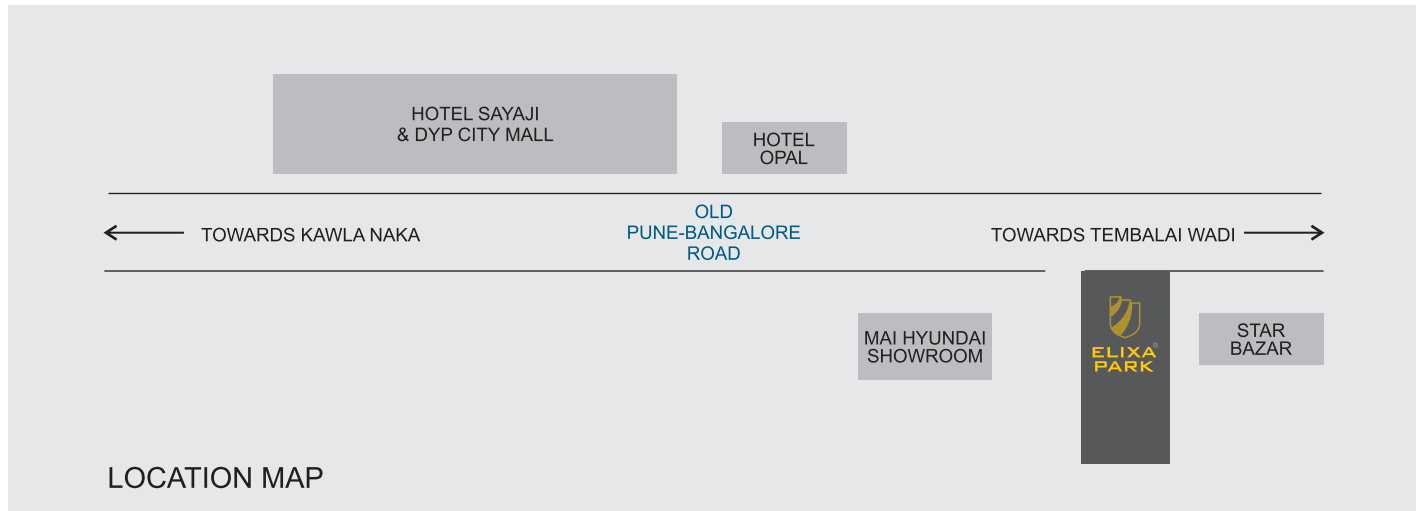 HOTEL SAYAJI
& DYP CITY MALL
HOTEL
OPAL
OLD
PUNE-BANGALORE
ROAD
TOWARDS KAWLA NAKA
TOWARDS TEMBALAI WADI
MAI HYUNDAI
SHOWROOM
ELIXA®
PARK
STAR
BAZAR
LOCATION MAP